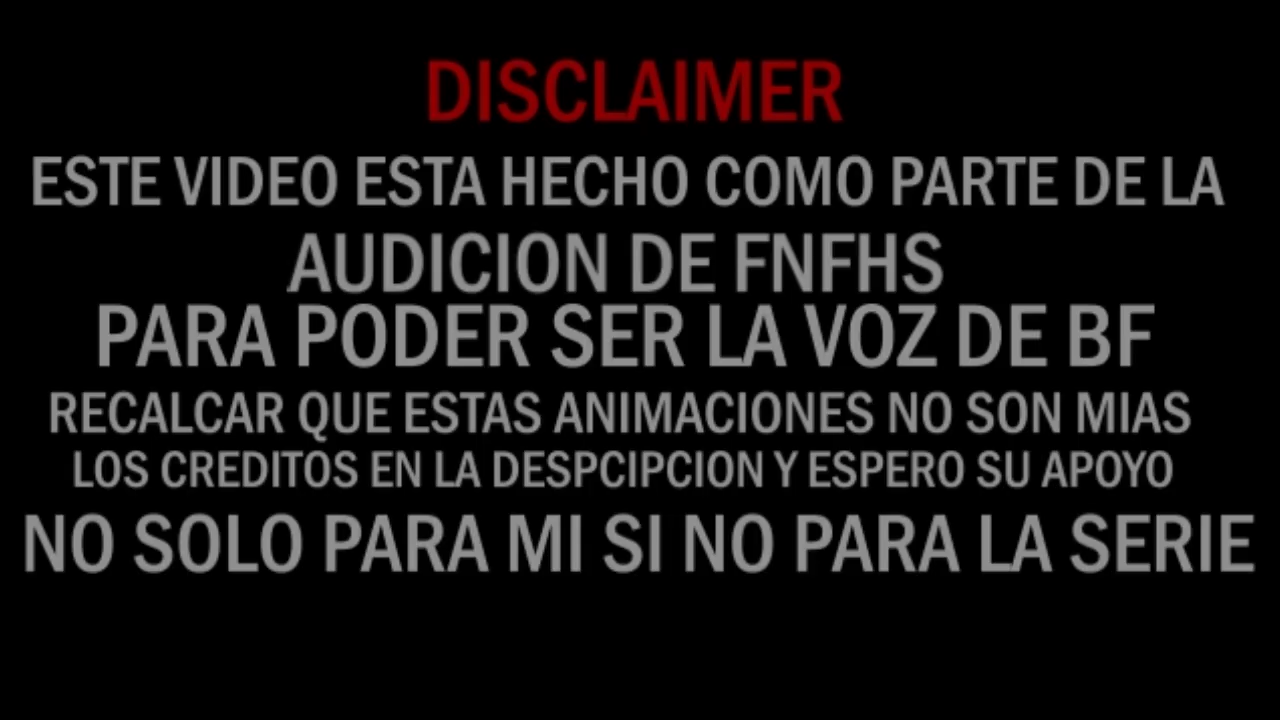 DISCLAIMER
ESTE VIDEO ESTA HECHO COMO PARTE DE LA
AUDICION DE FNFHS
PARA PODER SER LA VOZ DE BF
RECALCAR QUE ESTAS ANIMACIONES NO SON MIAS
LOS CREDITOS EN LA DESPCIPCION Y ESPERO SU APOYO
NO SOLO PARA MI SI NO PARA LA SERIE